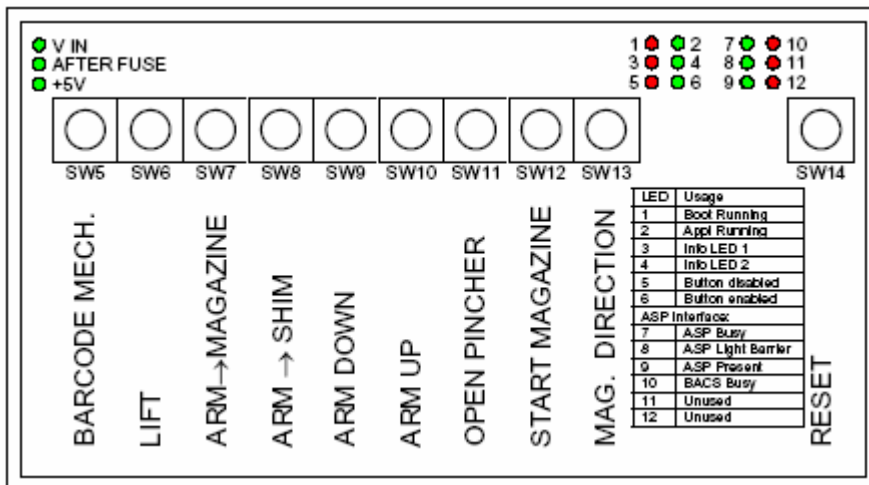 V IN
AFTER FUSE
+5V
1 2 7 10
3 4 8 11
5 6 9 12
SW5 SW6 SW7 SW8 SW9 SW10 SW11 SW12 SW13 SW14
BARCODE MECH.
LIFT
ARM→MAGAZINE
ARM → SHIM
ARM DOWN
ARM UP
OPEN PINCHER
START MAGAZINE
MAG. DIRECTION
LED Usage
1 Boot Running
2 Appl Running
3 Info LED 1
4 Info LED 2
5 Button disabled
6 Button enabled
ASP Interface:
7 ASP Busy
8 ASP Light Barrier
9 ASP Present
10 BACS Busy
11 Unused
12 Unused
RESET